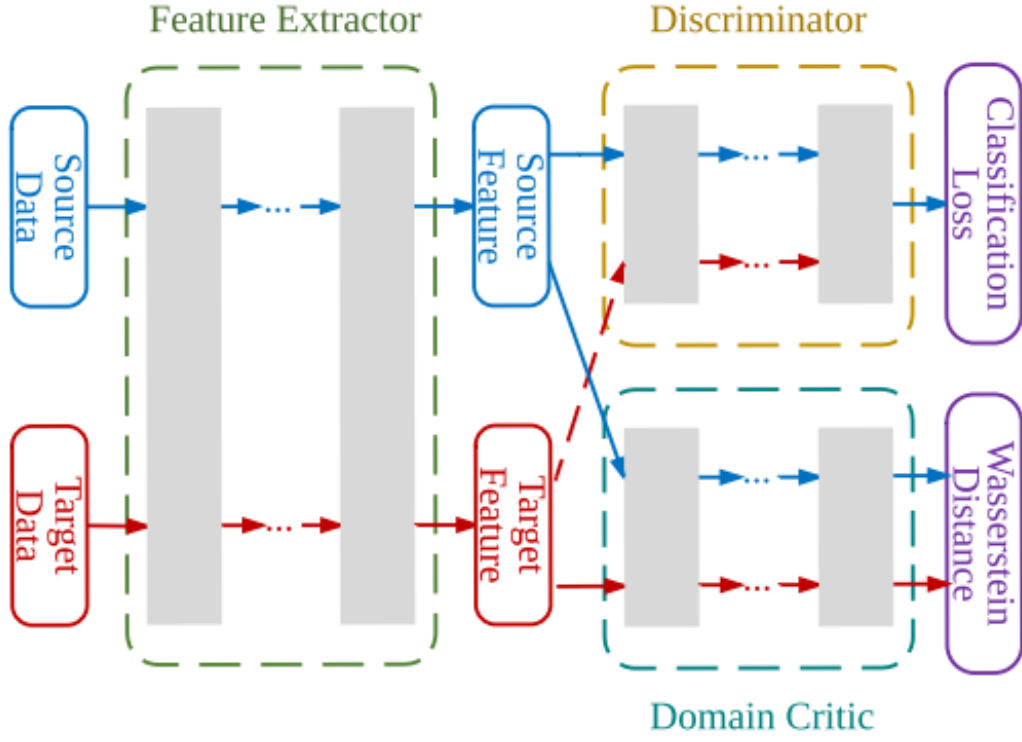 Feature Extractor
Discriminator
Source
Data
...
Source
Feature
...
...
Classification
Loss
Target
Data
...
Target
Feature
...
...
Wasserstein
Distance
Domain Critic